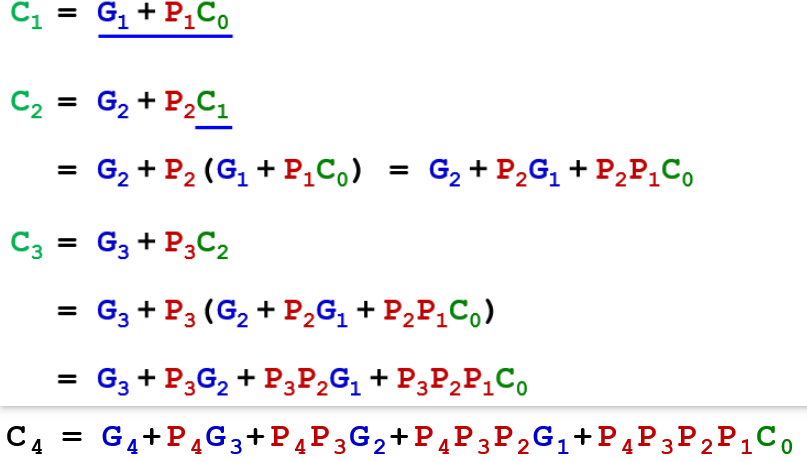 C₁ = G₁ + P₁C₀
C₂ = G₂ + P₂C₁
= G₂ + P₂(G₁ + P₁C₀) = G₂ + P₂G₁ + P₂P₁C₀
C₃ = G₃ + P₃C₂
= G₃ + P₃(G₂ + P₂G₁ + P₂P₁C₀)
= G₃ + P₃G₂ + P₃P₂G₁ + P₃P₂P₁C₀
C₄ = G₄+P₄G₃+P₄P₃G₂+P₄P₃P₂G₁+P₄P₃P₂P₁C₀